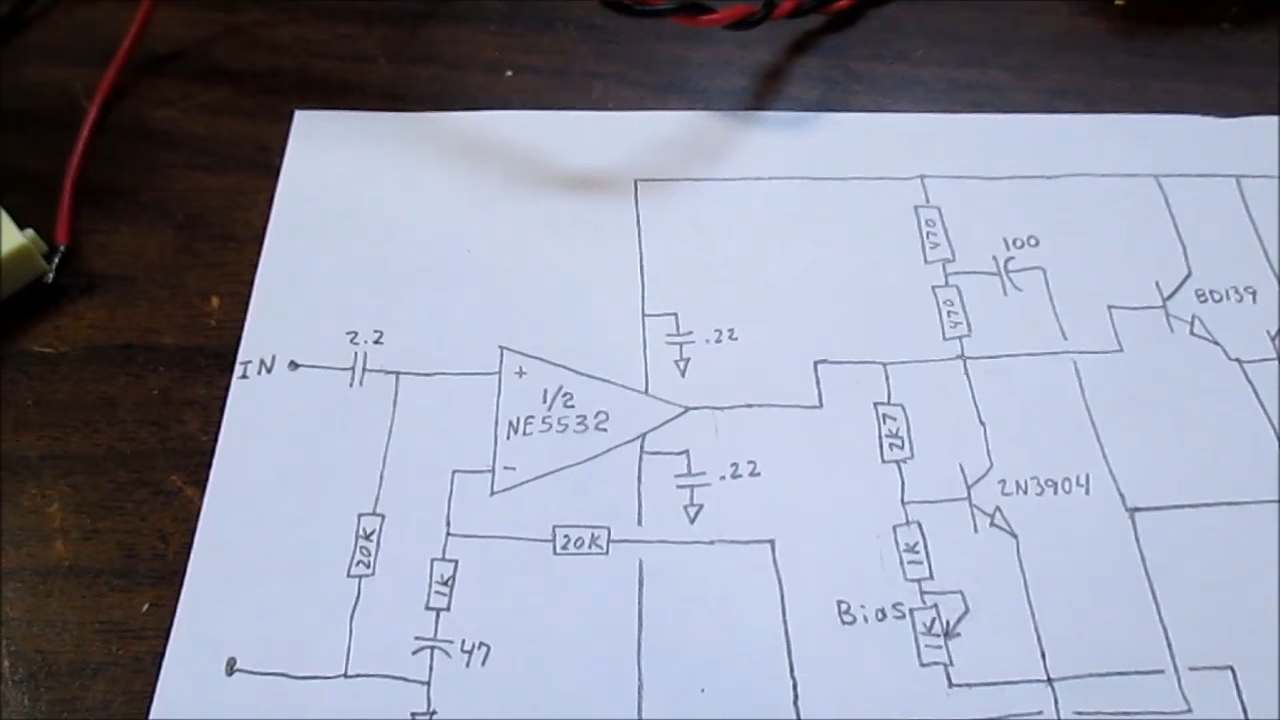 470
100
BD139
470
2.2
.22
IN
+
1/2
NE5532
2K7
-
.22
2N3904
20K
20K
1K
1K
Bias
1K
47